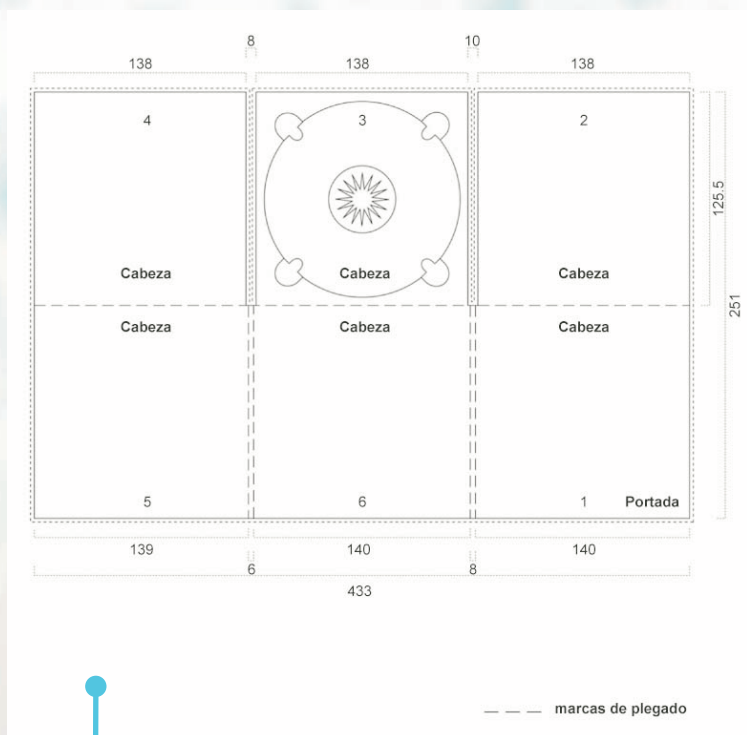 8 10
138 138 138
4 3 2
125.5
Cabeza Cabeza Cabeza
251
Cabeza Cabeza Cabeza
5 6 1 Portada
139 140 140
6 8
433
marcas de plegado